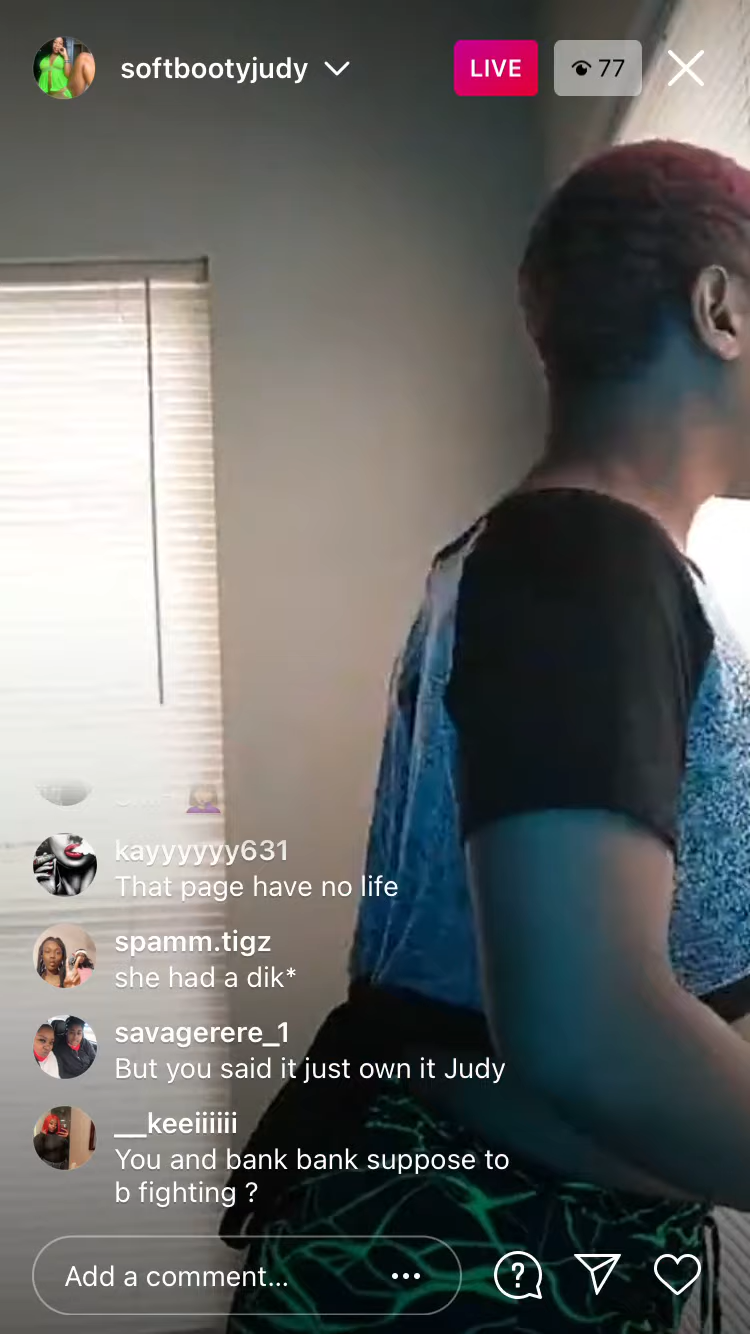 softbootyjudy
LIVE
77
kayyyyyy631
That page have no life
spamm.tigz
she had a dik*
savagerere_1
But you said it just own it Judy
__keeiiiiii
You and bank bank suppose to
b fighting ?
Add a comment...